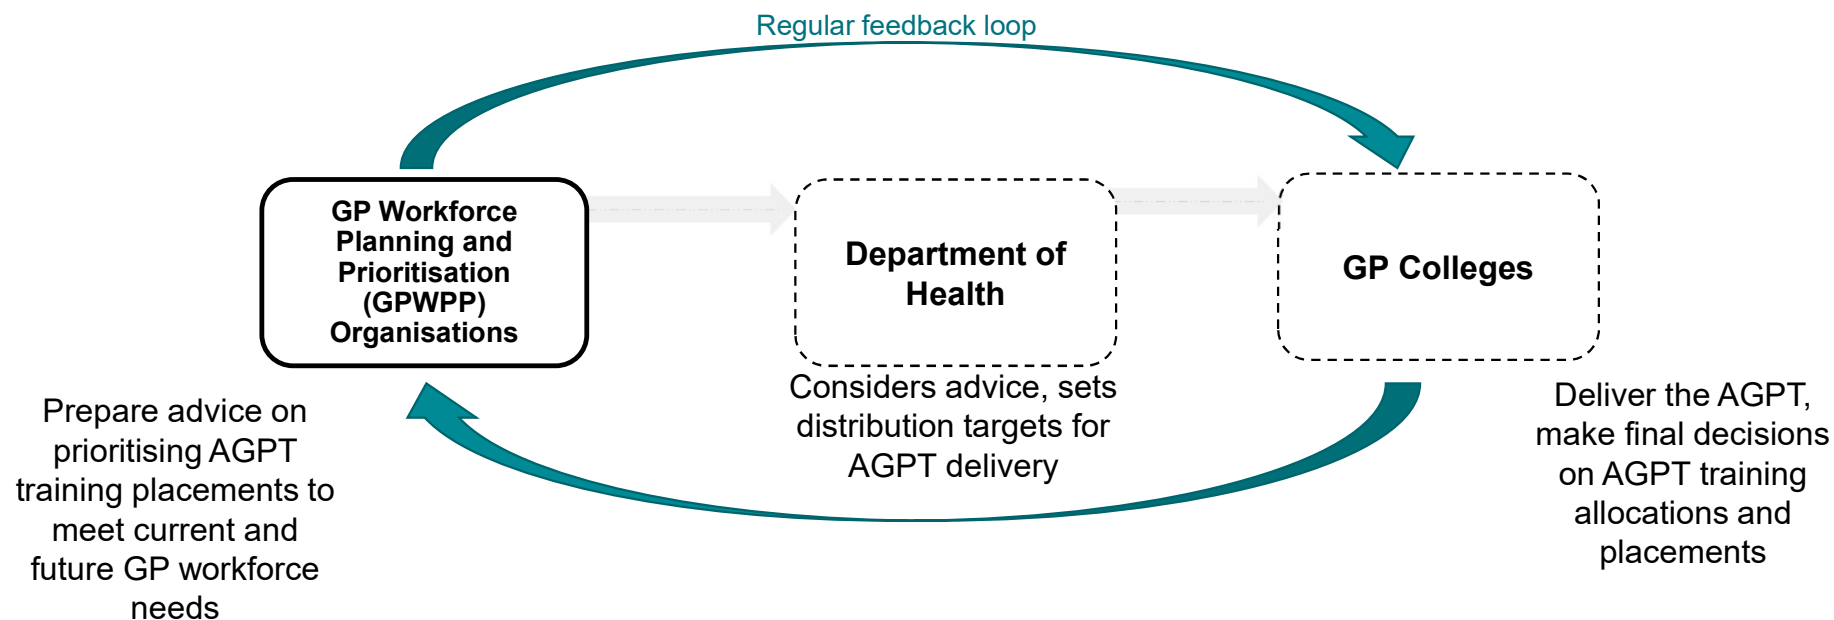 Regular feedback loop
GP Workforce
Planning and
Prioritisation
(GPWPP)
Organisations
Prepare advice on
prioritising AGPT
training placements to
meet current and
future GP workforce
needs
Department of
Health
Considers advice, sets
distribution targets for
AGPT delivery
GP Colleges
Deliver the AGPT,
make final decisions
on AGPT training
allocations and
placements